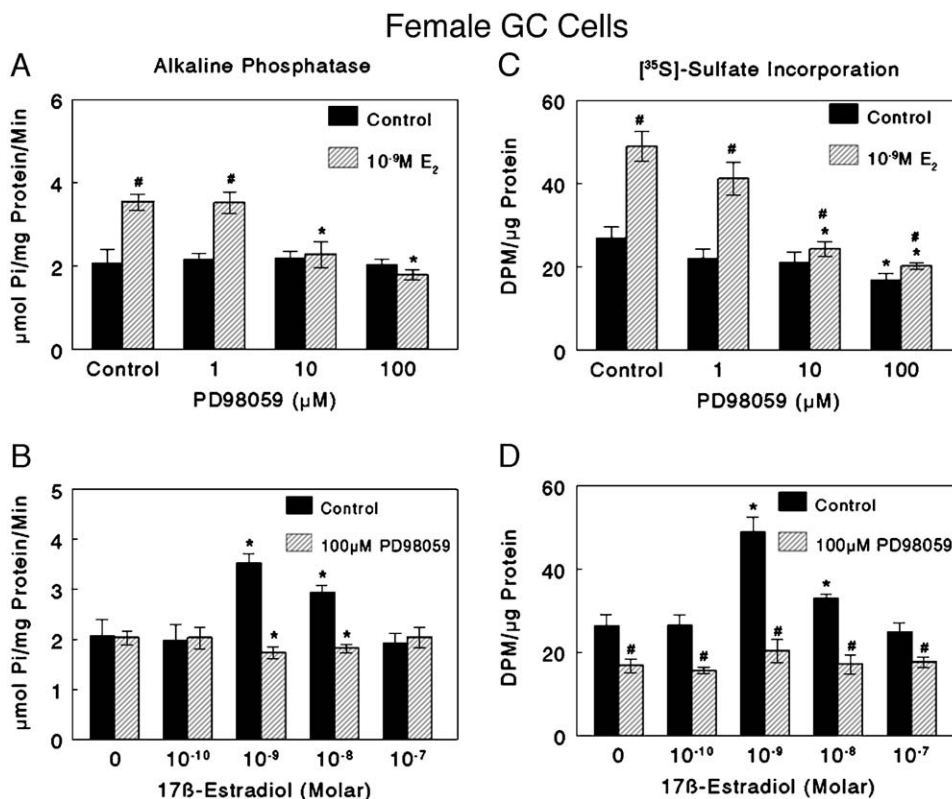 Female GC Cells
A
Alkaline Phosphatase
µmol Pi/mg Protein/Min
6
4
2
0
Control
10⁻⁹M E₂
#
#
*
*
Control 1 10 100
PD98059 (µM)
C
[³⁵S]-Sulfate Incorporation
DPM/µg Protein
60
40
20
0
Control
10⁻⁹M E₂
#
#
#
*
*
#
*
Control 1 10 100
PD98059 (µM)
B
µmol Pi/mg Protein/Min
5
4
3
2
1
0
Control
100µM PD98059
*
*
*
*
0 10⁻¹⁰ 10⁻⁹ 10⁻⁸ 10⁻⁷
17ß-Estradiol (Molar)
D
DPM/µg Protein
60
40
20
0
Control
100µM PD98059
*
*
#
#
#
#
#
0 10⁻¹⁰ 10⁻⁹ 10⁻⁸ 10⁻⁷
17ß-Estradiol (Molar)